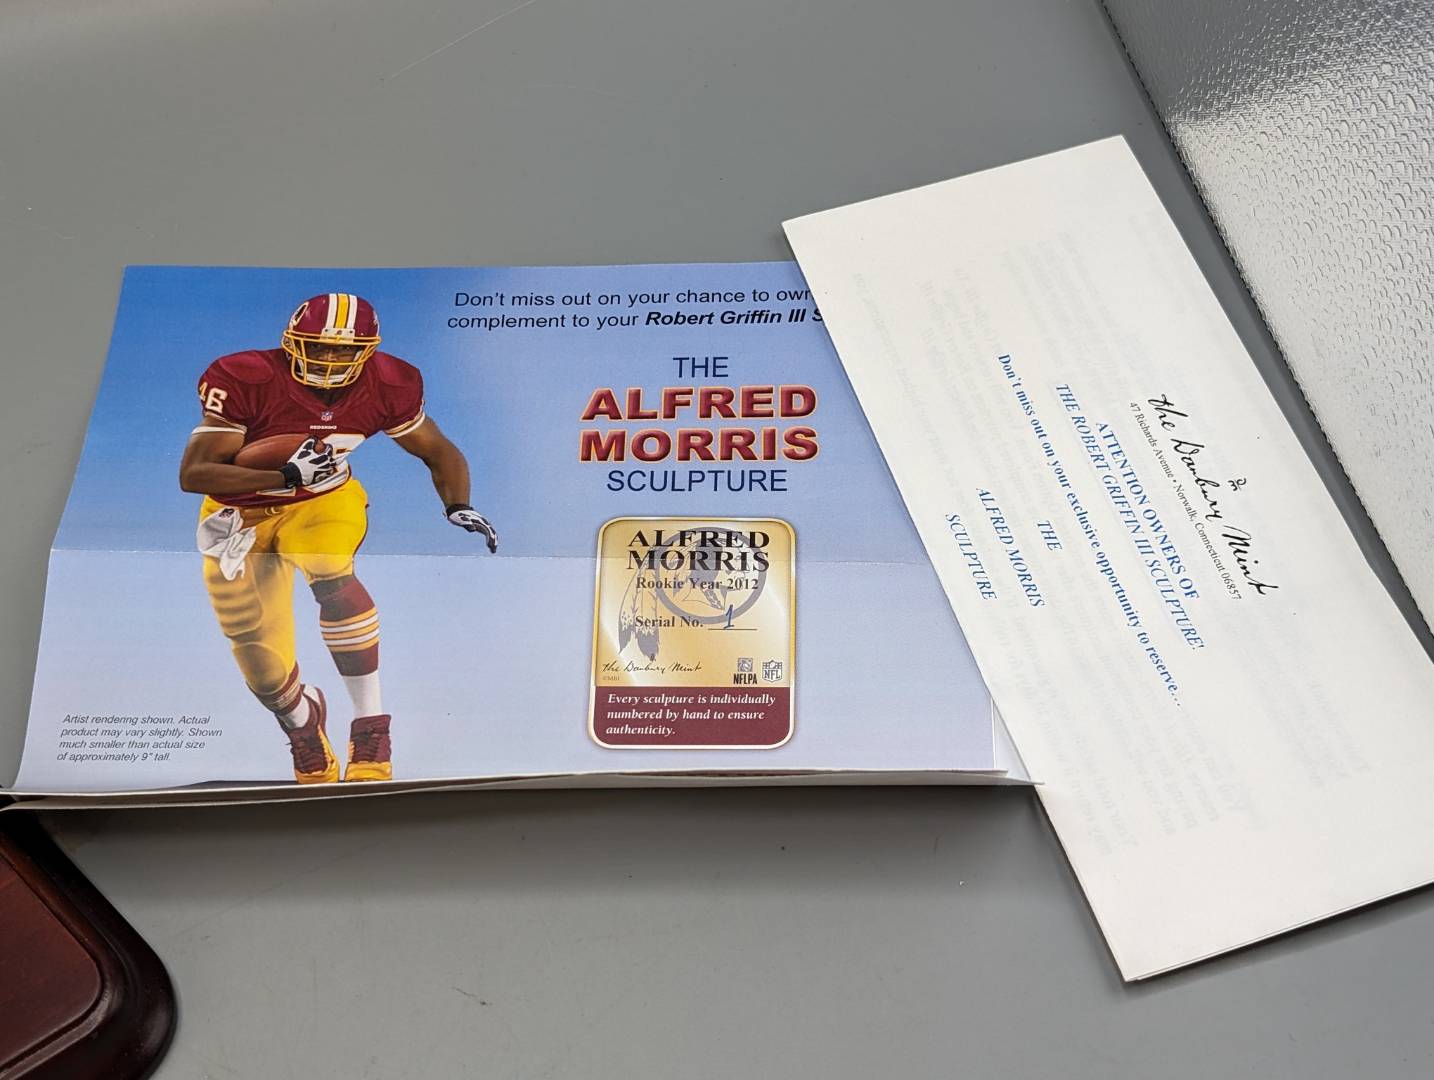 Don't miss out on your chance to own
complement to your Robert Griffin III S
THE
ALFRED
MORRIS
SCULPTURE
46
REDSKINS
ALFRED
MORRIS
Rookie Year 2012
Serial No. 1
the Danbury Mint
©MBI
NFLPA
NFL
Every sculpture is individually
numbered by hand to ensure
authenticity.
Artist rendering shown. Actual
product may vary slightly. Shown
much smaller than actual size
of approximately 9" tall.
the Danbury Mint
47 Richards Avenue • Norwalk, Connecticut 06857
ATTENTION OWNERS OF
THE ROBERT GRIFFIN III SCULPTURE!
Don't miss out on your exclusive opportunity to reserve…
THE
ALFRED MORRIS
SCULPTURE